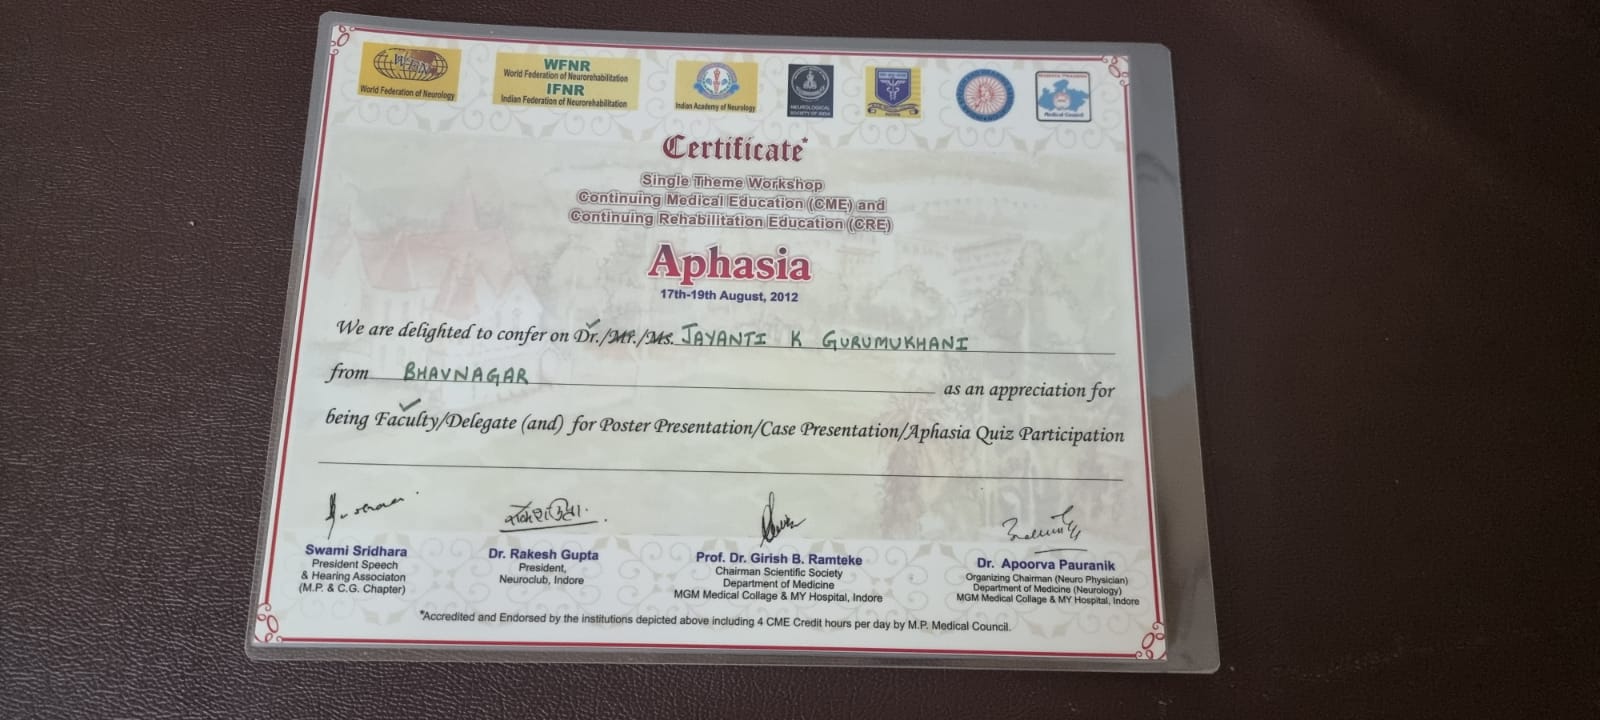 WFN
World Federation of Neurology
WFNR
World Federation of Neurorehabilitation
IFNR
Indian Federation of Neurorehabilitation
Indian Academy of Neurology
NEUROLOGICAL
SOCIETY OF INDIA
Medical Council
Certificate*
Single Theme Workshop
Continuing Medical Education (CME) and
Continuing Rehabilitation Education (CRE)
Aphasia
17th-19th August, 2012
We are delighted to confer on Dr./Mr./Ms. JAYANTI K GURUMUKHANI
from BHAVNAGAR as an appreciation for
being Faculty/Delegate (and) for Poster Presentation/Case Presentation/Aphasia Quiz Participation
Swami Sridhara
President Speech
& Hearing Associaton
(M.P. & C.G. Chapter)
Dr. Rakesh Gupta
President,
Neuroclub, Indore
Prof. Dr. Girish B. Ramteke
Chairman Scientific Society
Department of Medicine
MGM Medical Collage & MY Hospital, Indore
Dr. Apoorva Pauranik
Organizing Chairman (Neuro Physician)
Department of Medicine (Neurology)
MGM Medical Collage & MY Hospital, Indore
*Accredited and Endorsed by the institutions depicted above including 4 CME Credit hours per day by M.P. Medical Council.